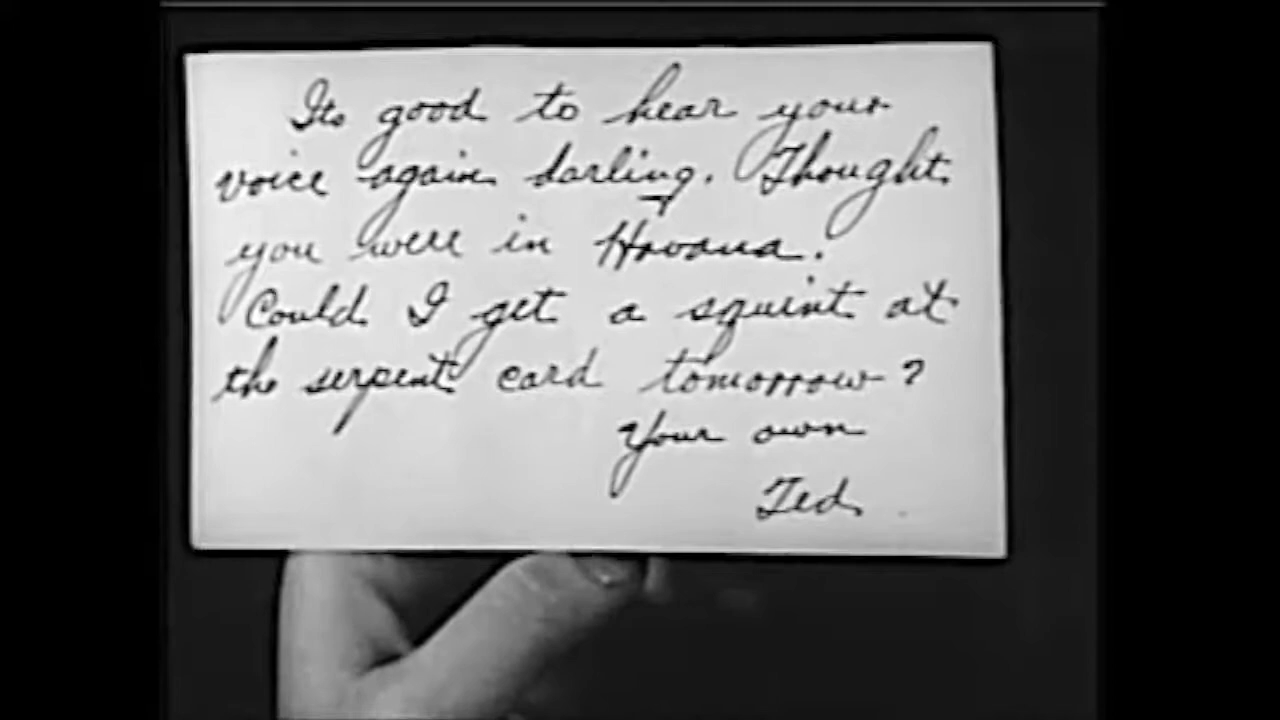 Its good to hear your
voice again darling. Thought
you were in Havana.
Could I get a squint at
the serpent card tomorrow?
Your own
Ted